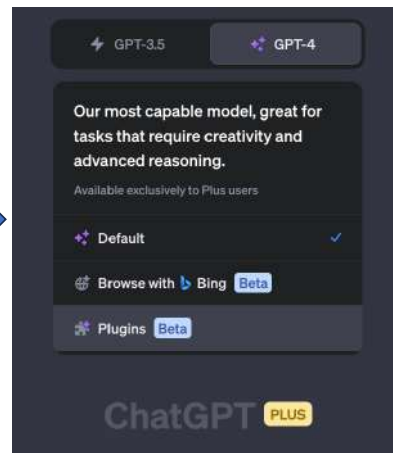 GPT-3.5 GPT-4
Our most capable model, great for
tasks that require creativity and
advanced reasoning.
Available exclusively to Plus users
Default
Browse with Bing Beta
Plugins Beta
ChatGPT PLUS